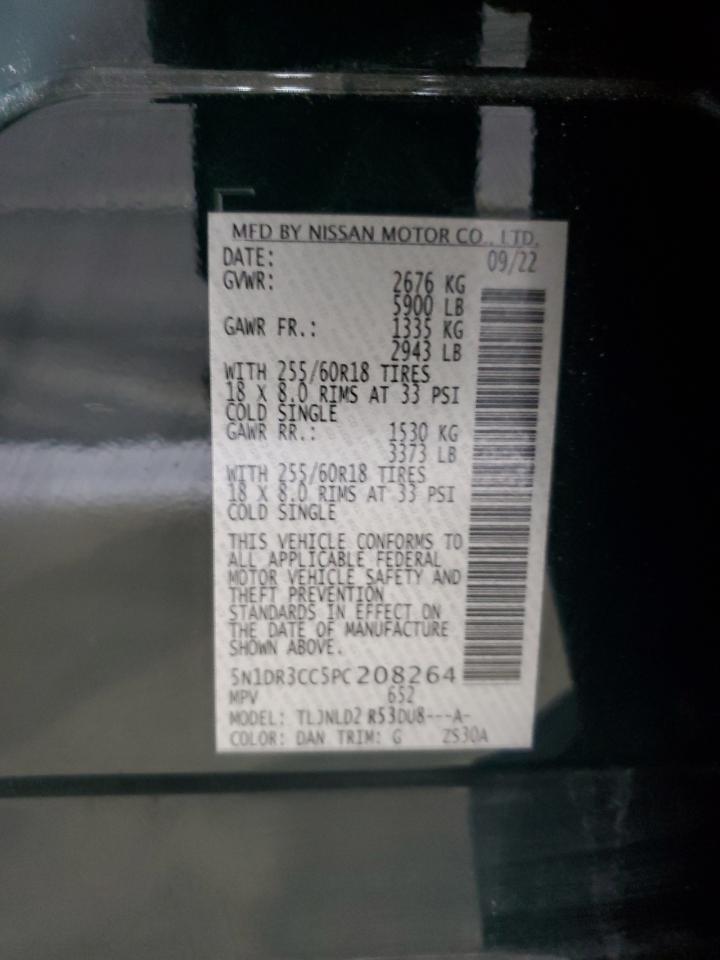 MFD BY NISSAN MOTOR CO., LTD.
DATE: 09/22
GVWR: 2676 KG
5900 LB
GAWR FR.: 1335 KG
2943 LB
WITH 255/60R18 TIRES
18 X 8.0 RIMS AT 33 PSI
COLD SINGLE
GAWR RR.: 1530 KG
3373 LB
WITH 255/60R18 TIRES
18 X 8.0 RIMS AT 33 PSI
COLD SINGLE
THIS VEHICLE CONFORMS TO
ALL APPLICABLE FEDERAL
MOTOR VEHICLE SAFETY AND
THEFT PREVENTION
STANDARDS IN EFFECT ON
THE DATE OF MANUFACTURE
SHOWN ABOVE.
5N1DR3CC5PC208264
MPV 652
MODEL: TLJNLD2 R53DU8---A-
COLOR: DAN TRIM: G ZS30A